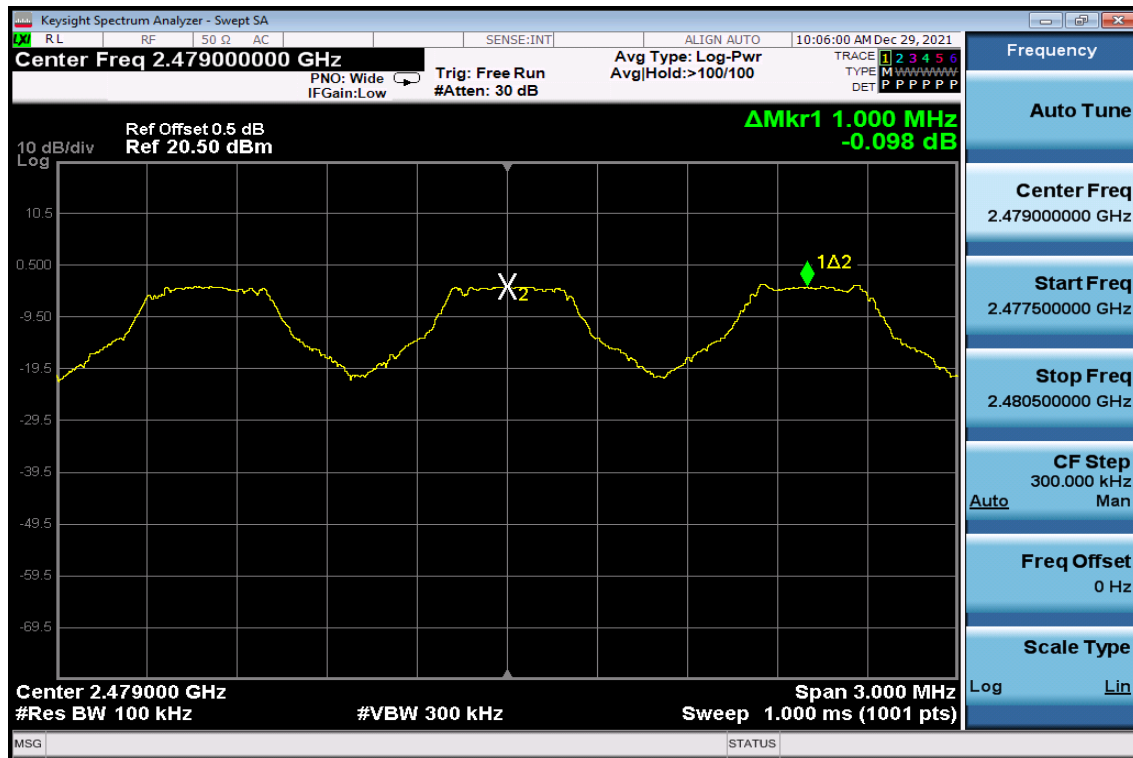 Keysight Spectrum Analyzer - Swept SA
LXI RL RF 50 Ω AC SENSE:INT ALIGN AUTO 10:06:00 AM Dec 29, 2021
Center Freq 2.479000000 GHz
PNO: Wide
IFGain:Low
Trig: Free Run
#Atten: 30 dB
Avg Type: Log-Pwr
Avg|Hold:>100/100
TRACE 1 2 3 4 5 6
TYPE M WWWWW
DET P P P P P P
ΔMkr1 1.000 MHz
-0.098 dB
Ref Offset 0.5 dB
10 dB/div Ref 20.50 dBm
Log
10.5
0.500
-9.50
-19.5
-29.5
-39.5
-49.5
-59.5
-69.5
1Δ2
2
Center 2.479000 GHz Span 3.000 MHz
#Res BW 100 kHz #VBW 300 kHz Sweep 1.000 ms (1001 pts)
MSG STATUS
Frequency
Auto Tune
Center Freq
2.479000000 GHz
Start Freq
2.477500000 GHz
Stop Freq
2.480500000 GHz
CF Step
300.000 kHz
Auto Man
Freq Offset
0 Hz
Scale Type
Log Lin